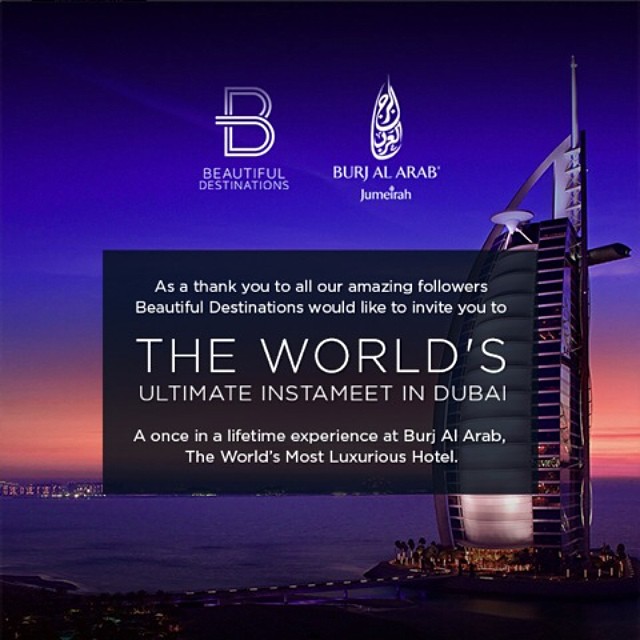 B
BEAUTIFUL
DESTINATIONS
برج العرب
BURJ AL ARAB®
Jumeirah
As a thank you to all our amazing followers
Beautiful Destinations would like to invite you to
THE WORLD'S
ULTIMATE INSTAMEET IN DUBAI
A once in a lifetime experience at Burj Al Arab,
The World's Most Luxurious Hotel.